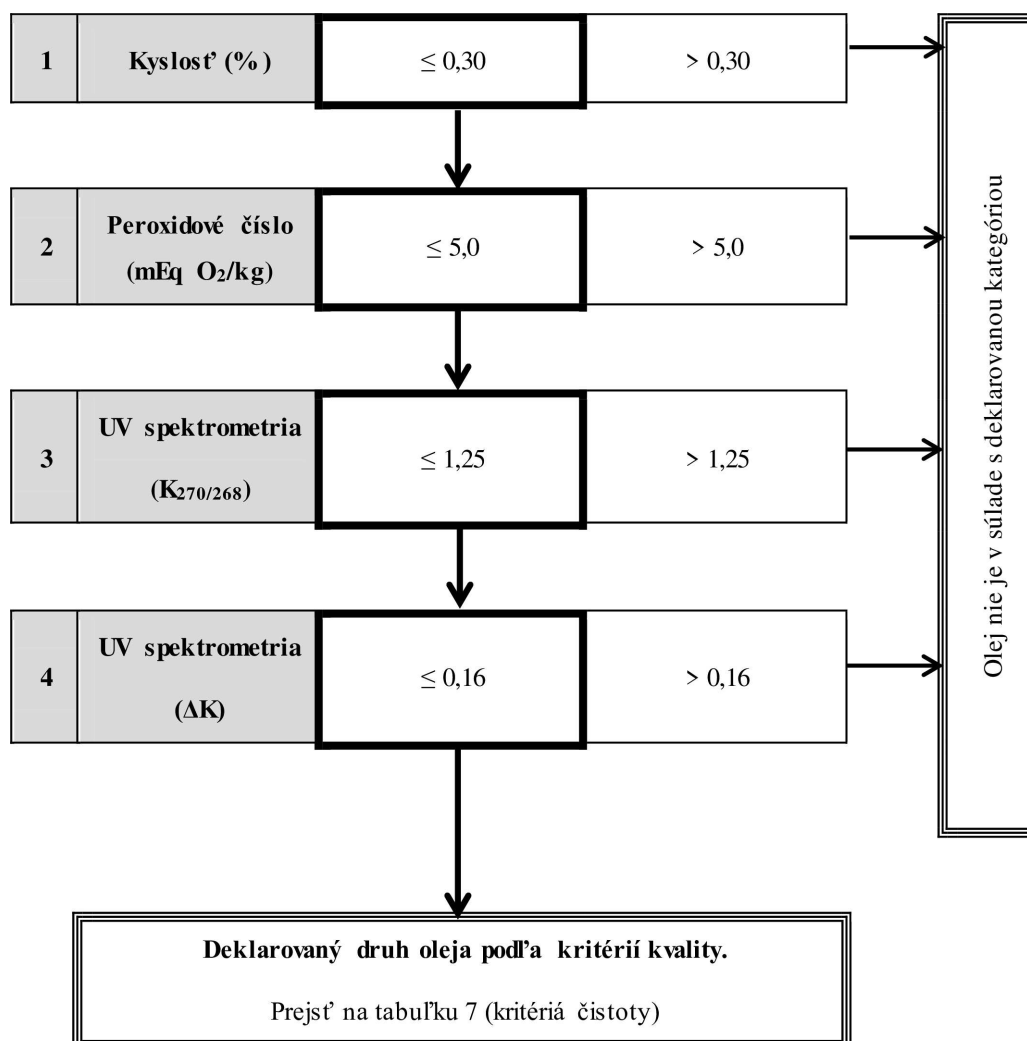 1 Kyslosť (%) ≤ 0,30 > 0,30
2 Peroxidové číslo (mEq O₂/kg) ≤ 5,0 > 5,0
3 UV spektrometria (K₂₇₀/₂₆₈) ≤ 1,25 > 1,25
4 UV spektrometria (ΔK) ≤ 0,16 > 0,16
Olej nie je v súlade s deklarovanou kategóriou
Deklarovaný druh oleja podľa kritérií kvality.
Prejsť na tabuľku 7 (kritériá čistoty)